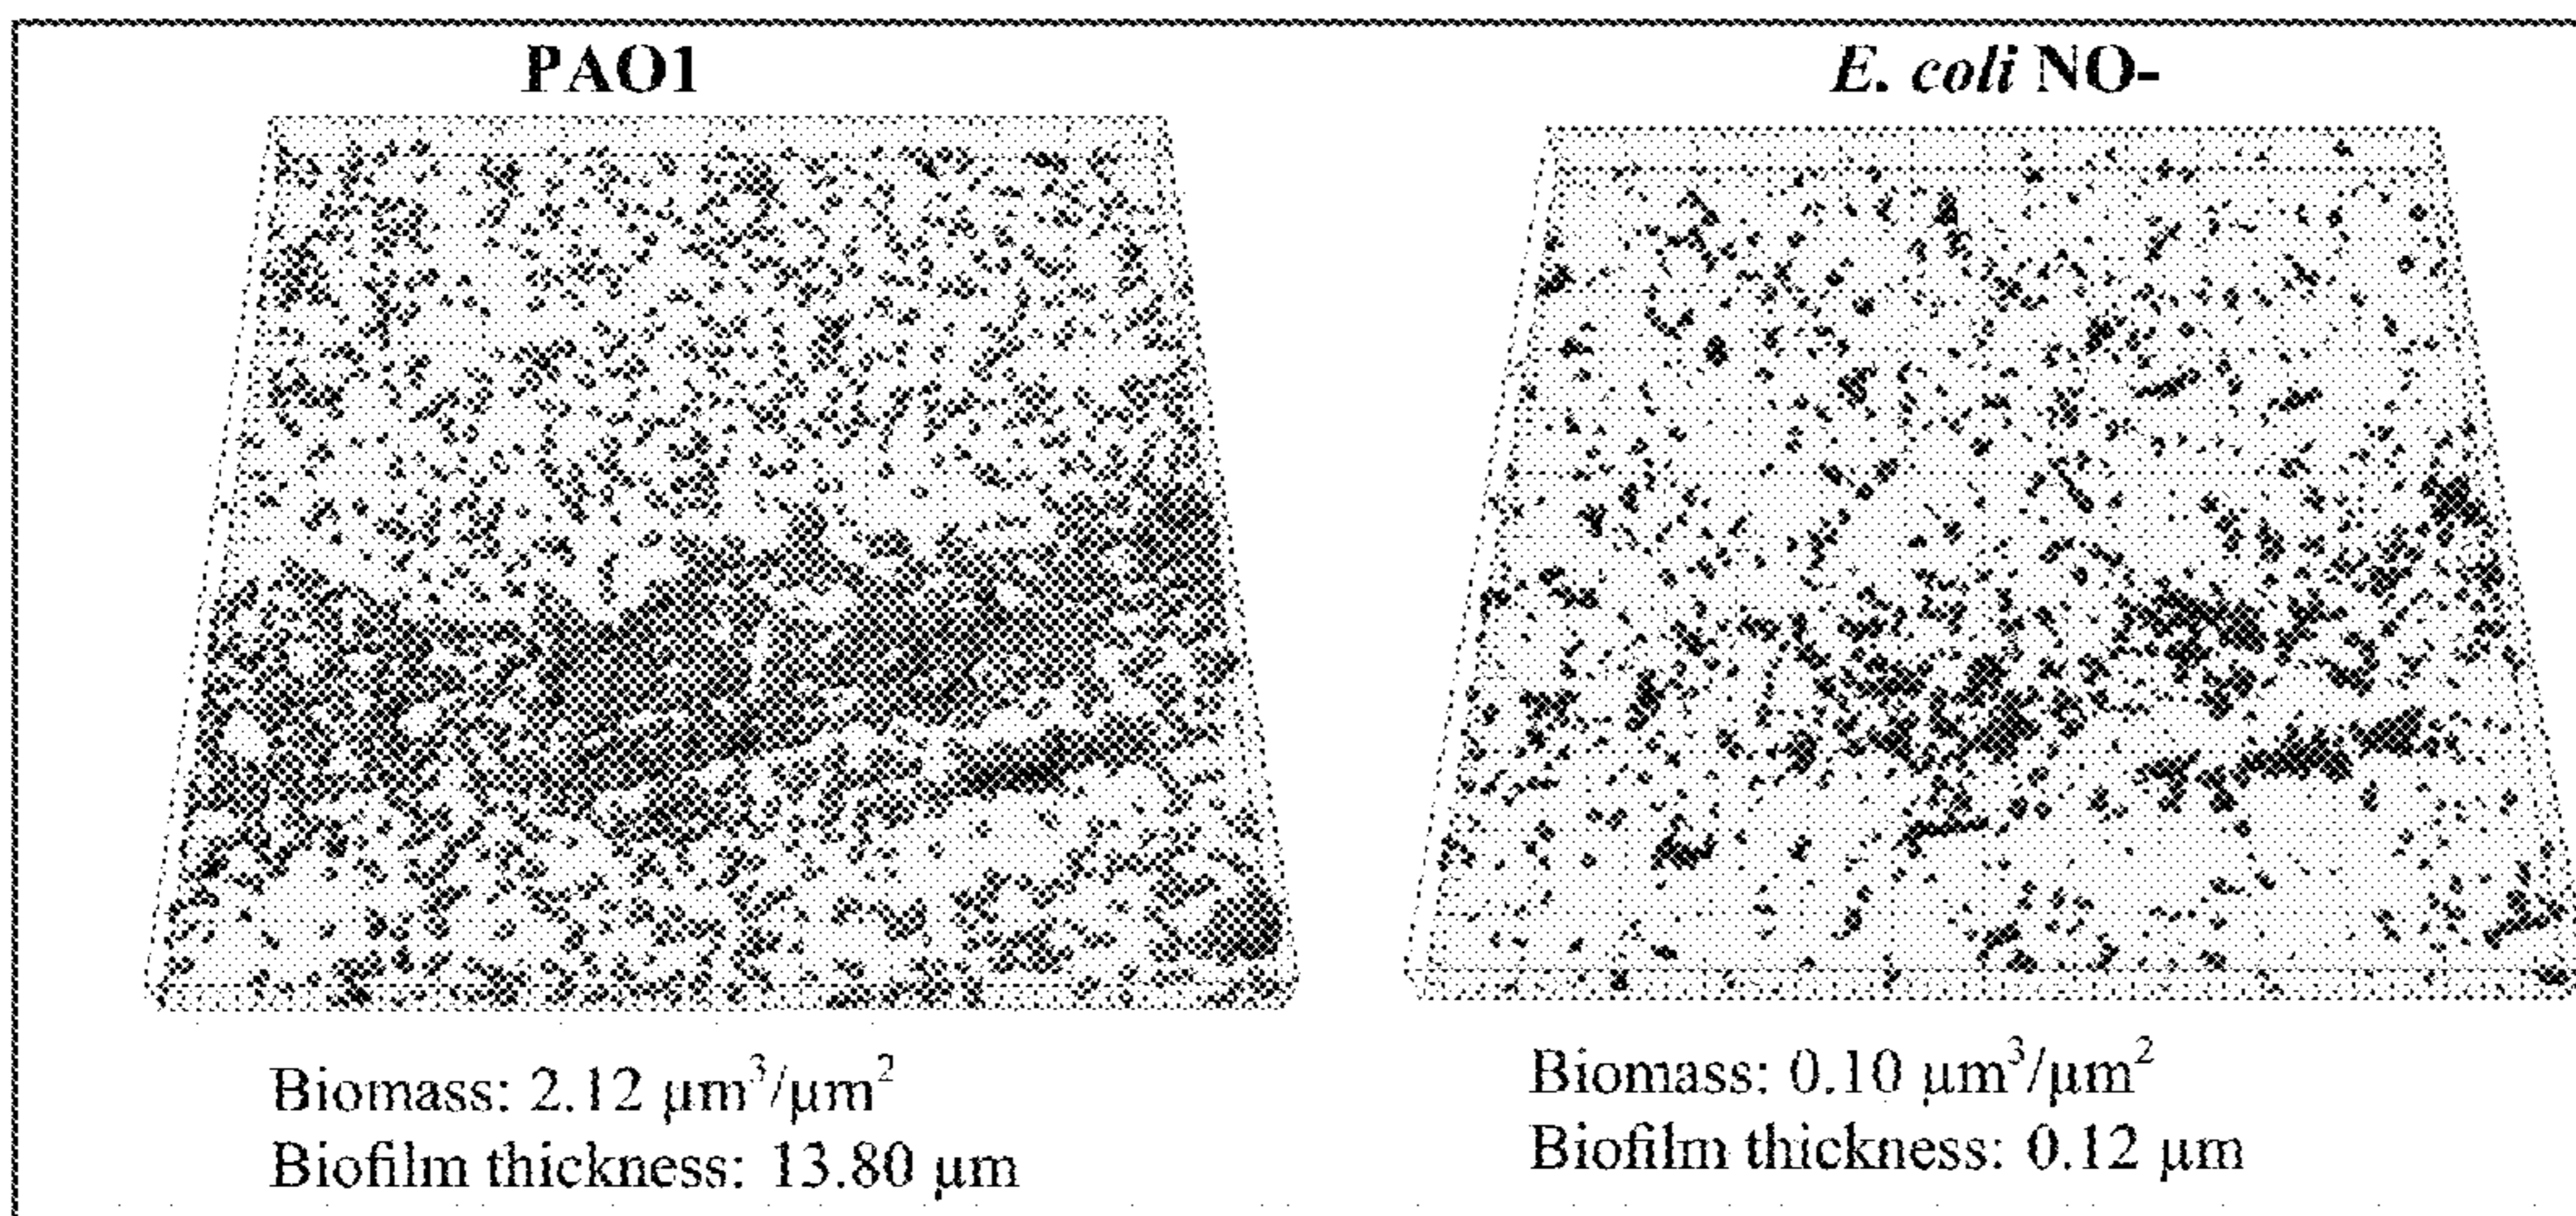 PAO1
E. coli NO-
Biomass: 2.12 μm³/μm²
Biofilm thickness: 13.80 μm
Biomass: 0.10 μm³/μm²
Biofilm thickness: 0.12 μm